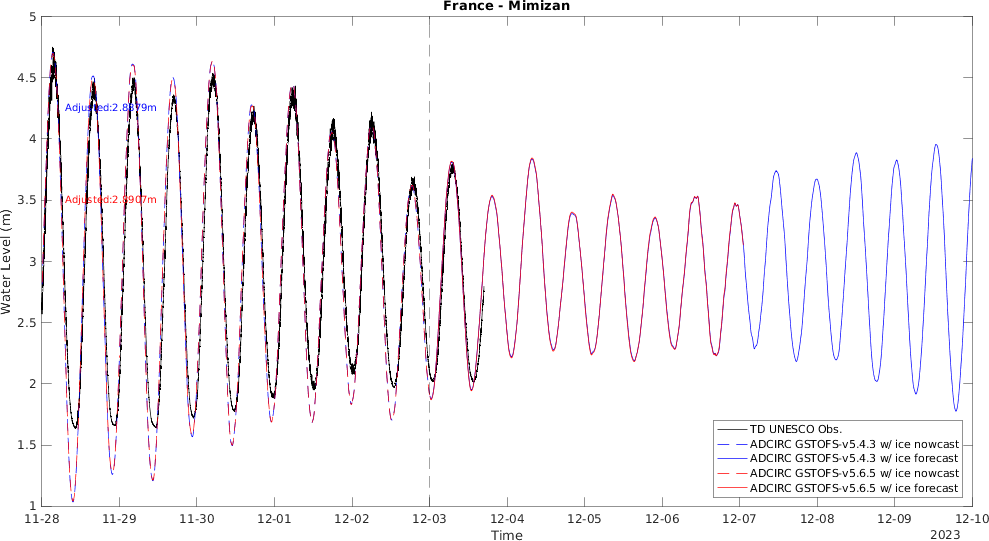 France - Mimizan
5
4.5
4
3.5
3
2.5
2
1.5
1
Water Level (m)
Adjusted:2.8379m
Adjusted:2.8907m
TD UNESCO Obs.
ADCIRC GSTOFS-v5.4.3 w/ ice nowcast
ADCIRC GSTOFS-v5.4.3 w/ ice forecast
ADCIRC GSTOFS-v5.6.5 w/ ice nowcast
ADCIRC GSTOFS-v5.6.5 w/ ice forecast
11-28 11-29 11-30 12-01 12-02 12-03 12-04 12-05 12-06 12-07 12-08 12-09 12-10
Time
2023